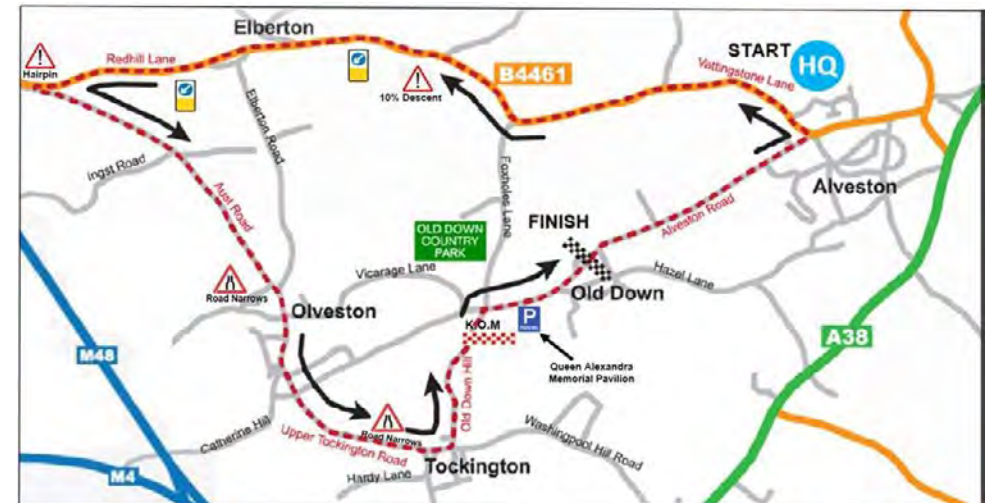 Elberton
Redhill Lane
!
Hairpin
START
HQ
Vattingstone Lane
B4461
!
10% Descent
Elberton Road
Ingst Road
Aust Road
Foxholes Lane
Alveston
Alveston Road
FINISH
OLD DOWN
COUNTRY
PARK
Vicarage Lane
Hazel Lane
Old Down
Road Narrows
Olveston
K.O.M
P
Queen Alexandra
Memorial Pavilion
A38
M48
Old Down Hill
Road Narrows
Catherine Hill
Upper Tockington Road
Washingpool Hill Road
Tockington
Hardy Lane
M4